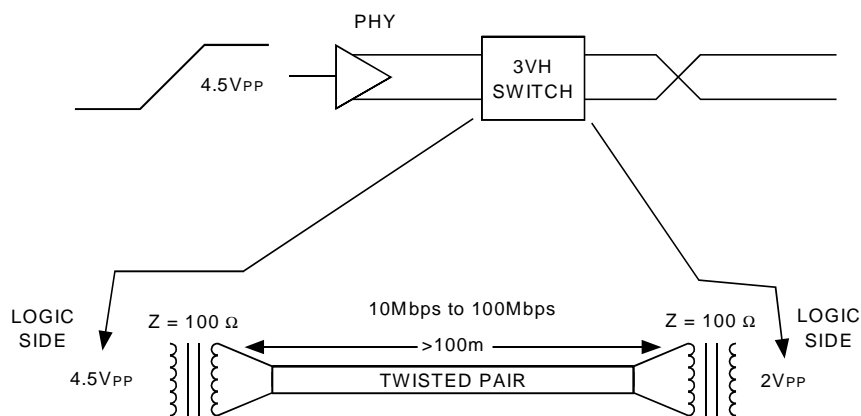 PHY
4.5VPP
3VH
SWITCH
10Mbps to 100Mbps
LOGIC
SIDE
Z = 100 Ω
Z = 100 Ω
LOGIC
SIDE
>100m
4.5VPP
TWISTED PAIR
2VPP